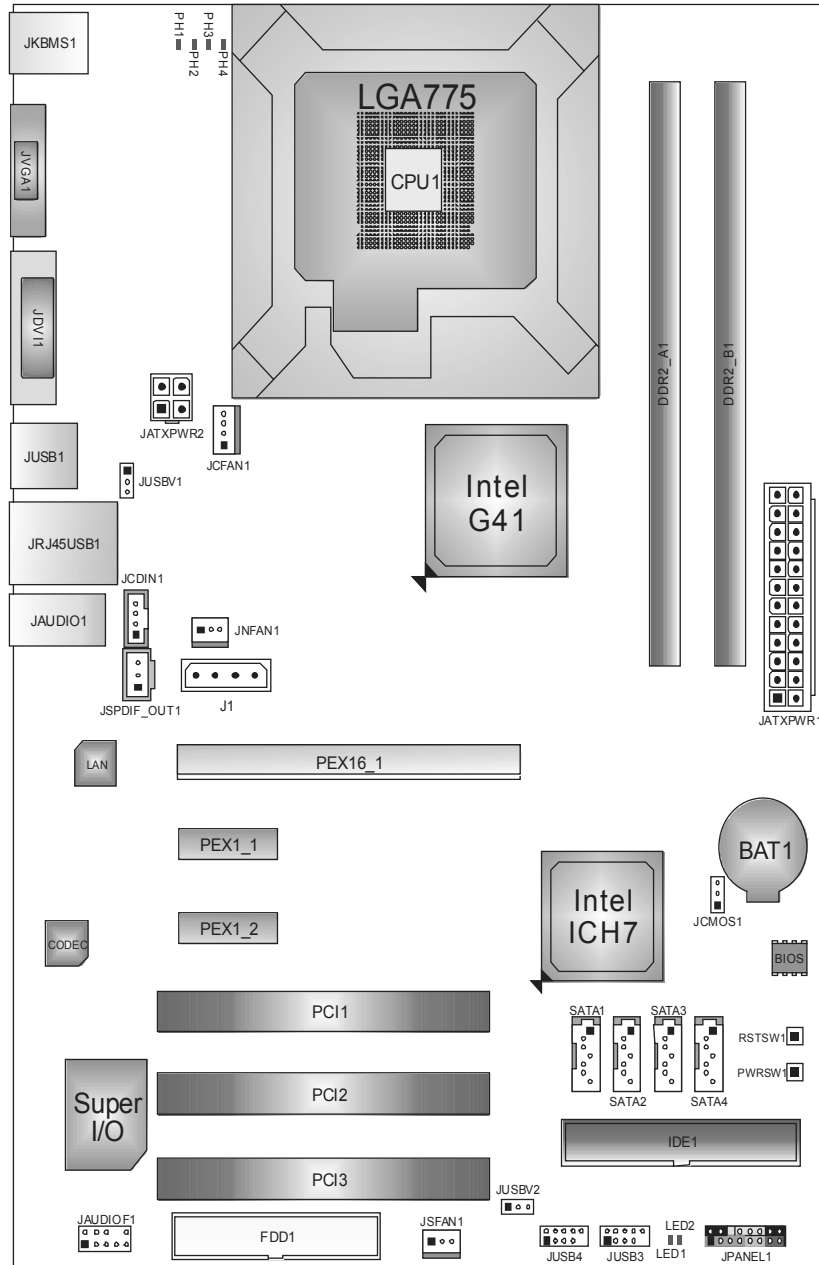 JKBMS1
PH1
PH2
PH3
PH4
LGA775
CPU1
JVGA1
JDVI1
DDR2_A1
DDR2_B1
JATXPWR2
JCFAN1
JUSB1
JUSBV1
Intel
G41
JRJ45USB1
JCDIN1
JAUDIO1
JNFAN1
JSPDIF_OUT1
J1
JATXPWR1
LAN
PEX16_1
PEX1_1
BAT1
Intel
ICH7
JCMOS1
PEX1_2
CODEC
BIOS
PCI1
SATA1
SATA3
RSTSW1
PWRSW1
SATA2
SATA4
Super
I/O
PCI2
IDE1
PCI3
JUSBV2
JAUDIOF1
FDD1
JSFAN1
JUSB4
JUSB3
LED2
LED1
JPANEL1